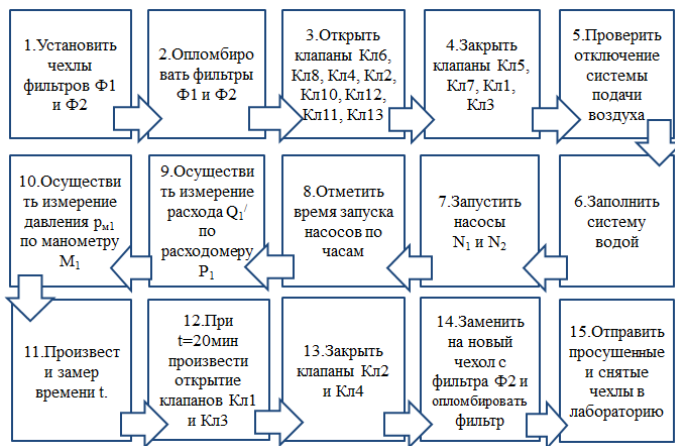 1.Установить
чехлы
фильтров Ф1
и Ф2
2.Опломбиро
вать фильтры
Ф1 и Ф2
3. Открыть
клапаны Кл6,
Кл8, Кл4, Кл2,
Кл10, Кл12,
Кл11, Кл13
4. Закрыть
клапаны Кл5,
Кл7, Кл1,
Кл3
5.Проверить
отключение
системы
подачи
воздуха
6.Заполнить
систему
водой
7.Запустить
насосы
N₁ и N₂
8.Отметить
время запуска
насосов по
часам
9.Осуществ
ить измерение
расхода Q₁/
по
расходомеру
Р₁
10.Осуществи
ть измерение
давления рм1
по манометру
М₁
11.Произвест
и замер
времени t.
12.При
t=20мин
произвести
открытие
клапанов Кл1
и Кл3
13.Закрыть
клапаны Кл2
и Кл4
14.Заменить
на новый
чехол с
фильтра Ф2 и
опломбировать
фильтр
15.Отправить
просушенные
и снятые
чехлы в
лабораторию